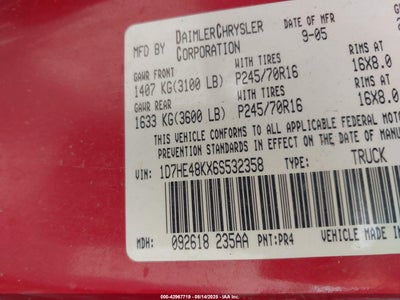 MFD BY DAIMLERCHRYSLER CORPORATION
DATE OF MFR
9-05
GAWR FRONT WITH TIRES RIMS AT
1407 KG(3100 LB) P245/70R16 16X8.0
GAWR REAR WITH TIRES RIMS AT
1633 KG(3600 LB) P245/70R16 16X8.0
THIS VEHICLE CONFORMS TO ALL APPLICABLE FEDERAL MOTOR
PREVENTION STANDARDS IN EFFECT ON THE DATE OF MAN
VIN: 1D7HE48KX6S532358 TYPE: TRUCK
MDH: 092618 235AA PNT:PR4 VEHICLE MADE IN
000-42967719 - 08/14/2025 - IAA Inc.